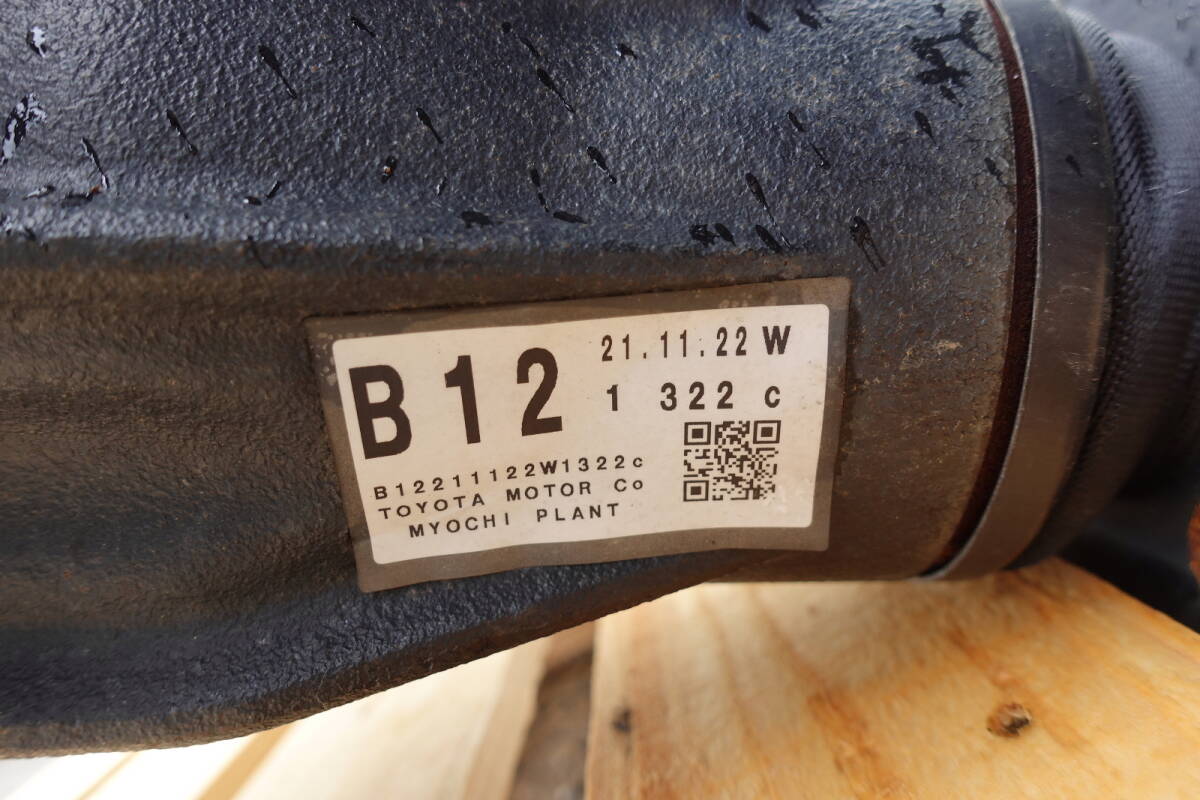 B12
21.11.22 W
1 322 c
B12211122W1322c
TOYOTA MOTOR Co
MYOCHI PLANT